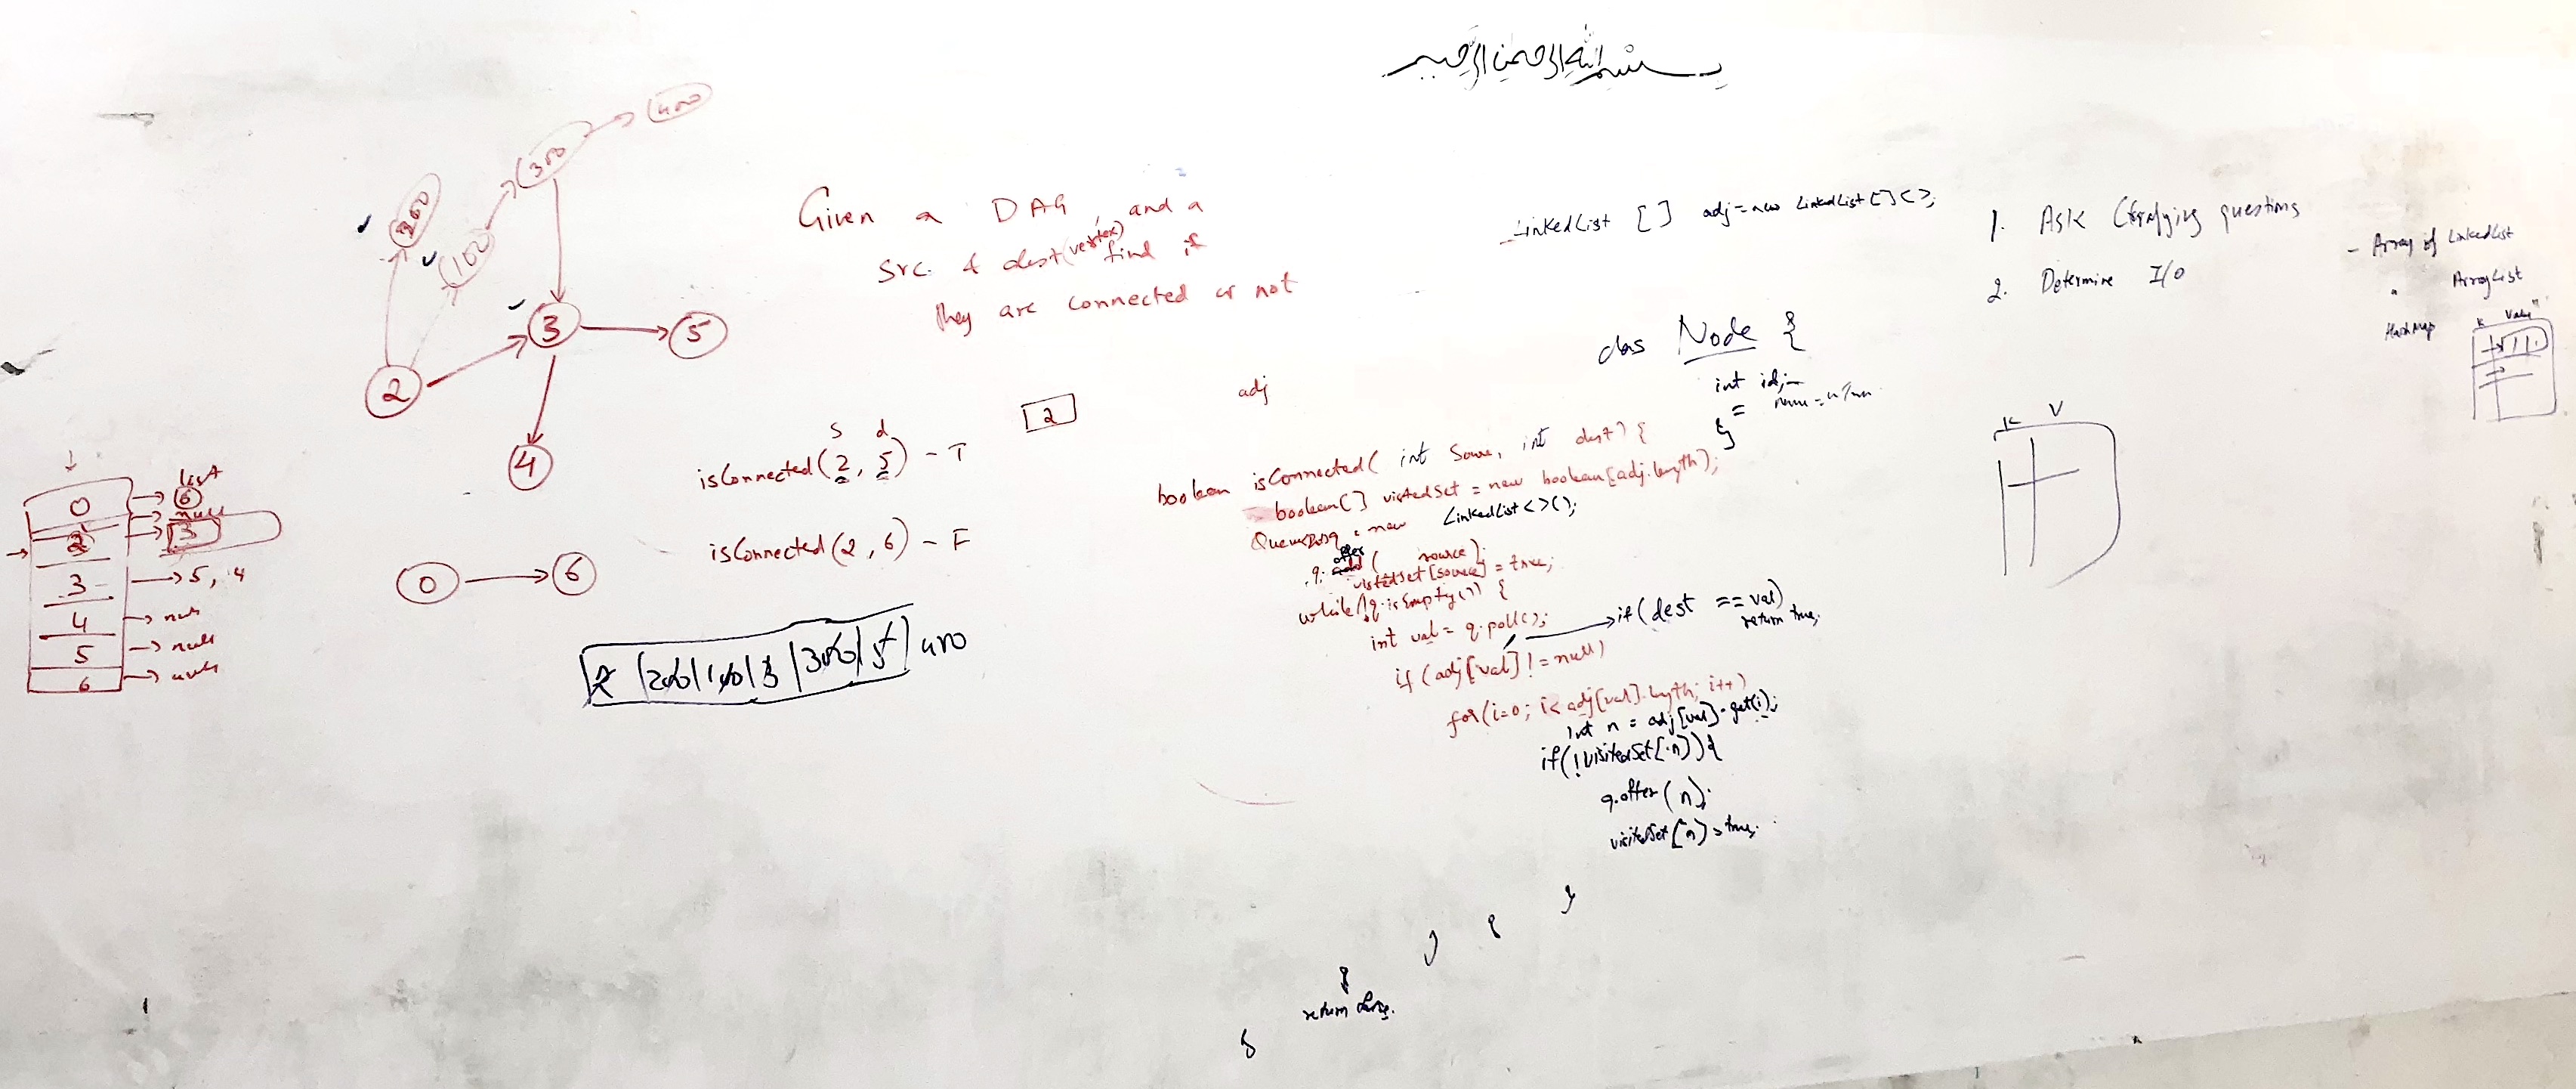 بسم الله الرحمن الرحيم
400
300
200
100
3
5
2
4
0
6
Given a DAG, and a
src & dest (vertex) find if
they are connected or not
s d
isConnected(2, 5) - T
isConnected(2, 6) - F
2
list
0 → 6
null
2 → 3
3 → 5, 4
4 → null
5 → null
6 → null
2 | 200 | 100 | 3 | 300 | 5 | 400
LinkedList [] adj = new LinkedList[]<>;
class Node {
int id;
}
adj
boolean isConnected( int source, int dest) {
boolean[] visitedSet = new boolean[adj.length);
q = new LinkedList<>();
q. offer ( source);
visitedSet[source] = true;
while(!q.isEmpty()) {
int val = q.poll();
→ if(dest == val)
return true;
if (adj[val] != null)
for(i=0; i< adj[val].length; i++)
int n = adj[val].get(i);
if(!visitedSet[n]){
q.offer(n);
visitedSet[n] = true;
}
}
}
}
return false.
}
1. Ask clarifying questions
2. Determine I/O
- Array of LinkedList
" ArrayList
HashMap
K Value
K V